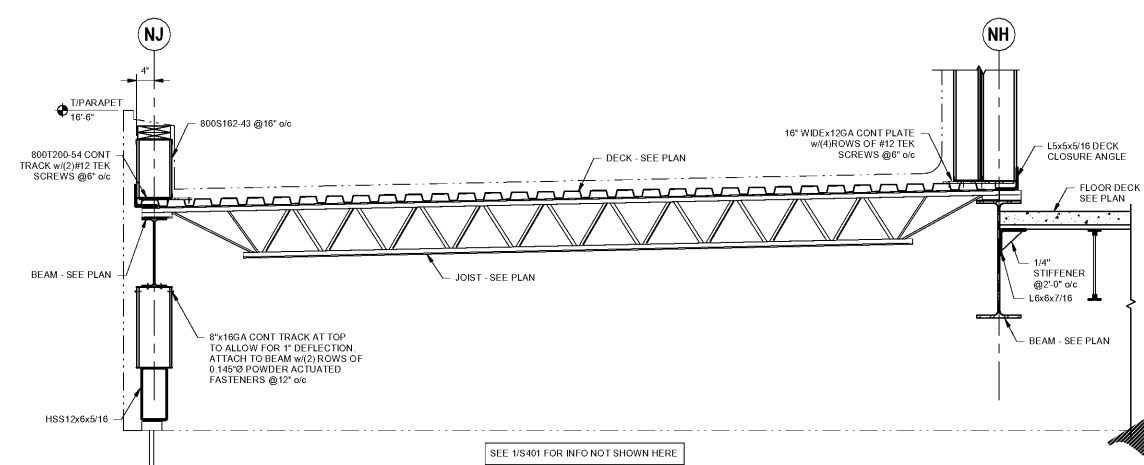 NJ
NH
4"
T/PARAPET
16'-6"
800S162-43 @16" o/c
800T200-54 CONT
TRACK w/(2)#12 TEK
SCREWS @6" o/c
DECK - SEE PLAN
16" WIDEx12GA CONT PLATE
w/(4)ROWS OF #12 TEK
SCREWS @6" o/c
L5x5x5/16 DECK
CLOSURE ANGLE
FLOOR DECK
SEE PLAN
BEAM - SEE PLAN
JOIST - SEE PLAN
1/4"
STIFFENER
@2'-0" o/c
L6x6x7/16
BEAM - SEE PLAN
8"x16GA CONT TRACK AT TOP
TO ALLOW FOR 1" DEFLECTION.
ATTACH TO BEAM w/(2) ROWS OF
0.145"Ø POWDER ACTUATED
FASTENERS @12" o/c
HSS12x6x5/16
SEE 1/S401 FOR INFO NOT SHOWN HERE